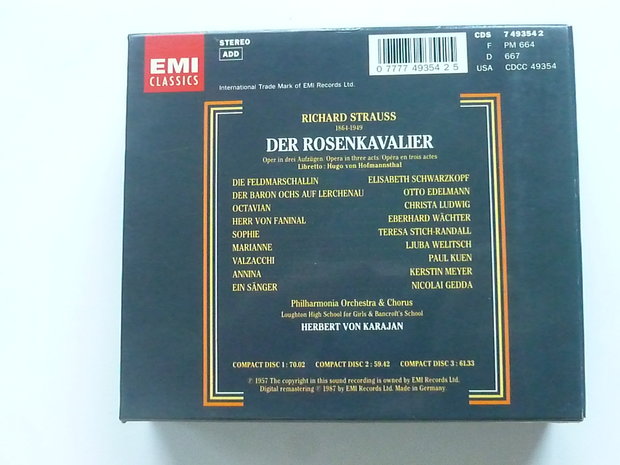 EMI
CLASSICS
STEREO
ADD
International Trade Mark of EMI Records Ltd.
0 7777 49354 2 5
CDS 7 49354 2
F PM 664
D 667
USA CDCC 49354
RICHARD STRAUSS
1864-1949
DER ROSENKAVALIER
Oper in drei Aufzügen. Opera in three acts. Opéra en trois actes
Libretto: Hugo von Hofmannsthal
DIE FELDMARSCHALLIN ELISABETH SCHWARZKOPF
DER BARON OCHS AUF LERCHENAU OTTO EDELMANN
OCTAVIAN CHRISTA LUDWIG
HERR VON FANINAL EBERHARD WÄCHTER
SOPHIE TERESA STICH-RANDALL
MARIANNE LJUBA WELITSCH
VALZACCHI PAUL KUEN
ANNINA KERSTIN MEYER
EIN SÄNGER NICOLAI GEDDA
Philharmonia Orchestra & Chorus
Loughton High School for Girls & Bancroft's School
HERBERT VON KARAJAN
COMPACT DISC 1: 70.02 COMPACT DISC 2: 59.42 COMPACT DISC 3: 61.33
℗ 1957 The copyright in this sound recording is owned by EMI Records Ltd.
Digital remastering ℗ 1987 by EMI Records Ltd. Made in Germany.